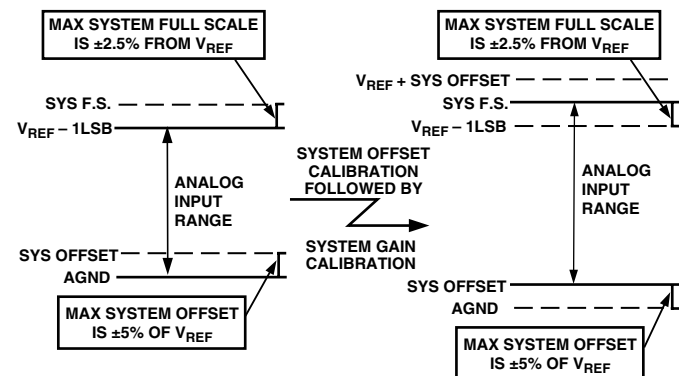 MAX SYSTEM FULL SCALE
IS ±2.5% FROM VREF
SYS F.S.
VREF – 1LSB
ANALOG
INPUT
RANGE
SYS OFFSET
AGND
MAX SYSTEM OFFSET
IS ±5% OF VREF
SYSTEM OFFSET
CALIBRATION
FOLLOWED BY
SYSTEM GAIN
CALIBRATION
MAX SYSTEM FULL SCALE
IS ±2.5% FROM VREF
VREF + SYS OFFSET
SYS F.S.
VREF – 1LSB
ANALOG
INPUT
RANGE
SYS OFFSET
AGND
MAX SYSTEM OFFSET
IS ±5% OF VREF